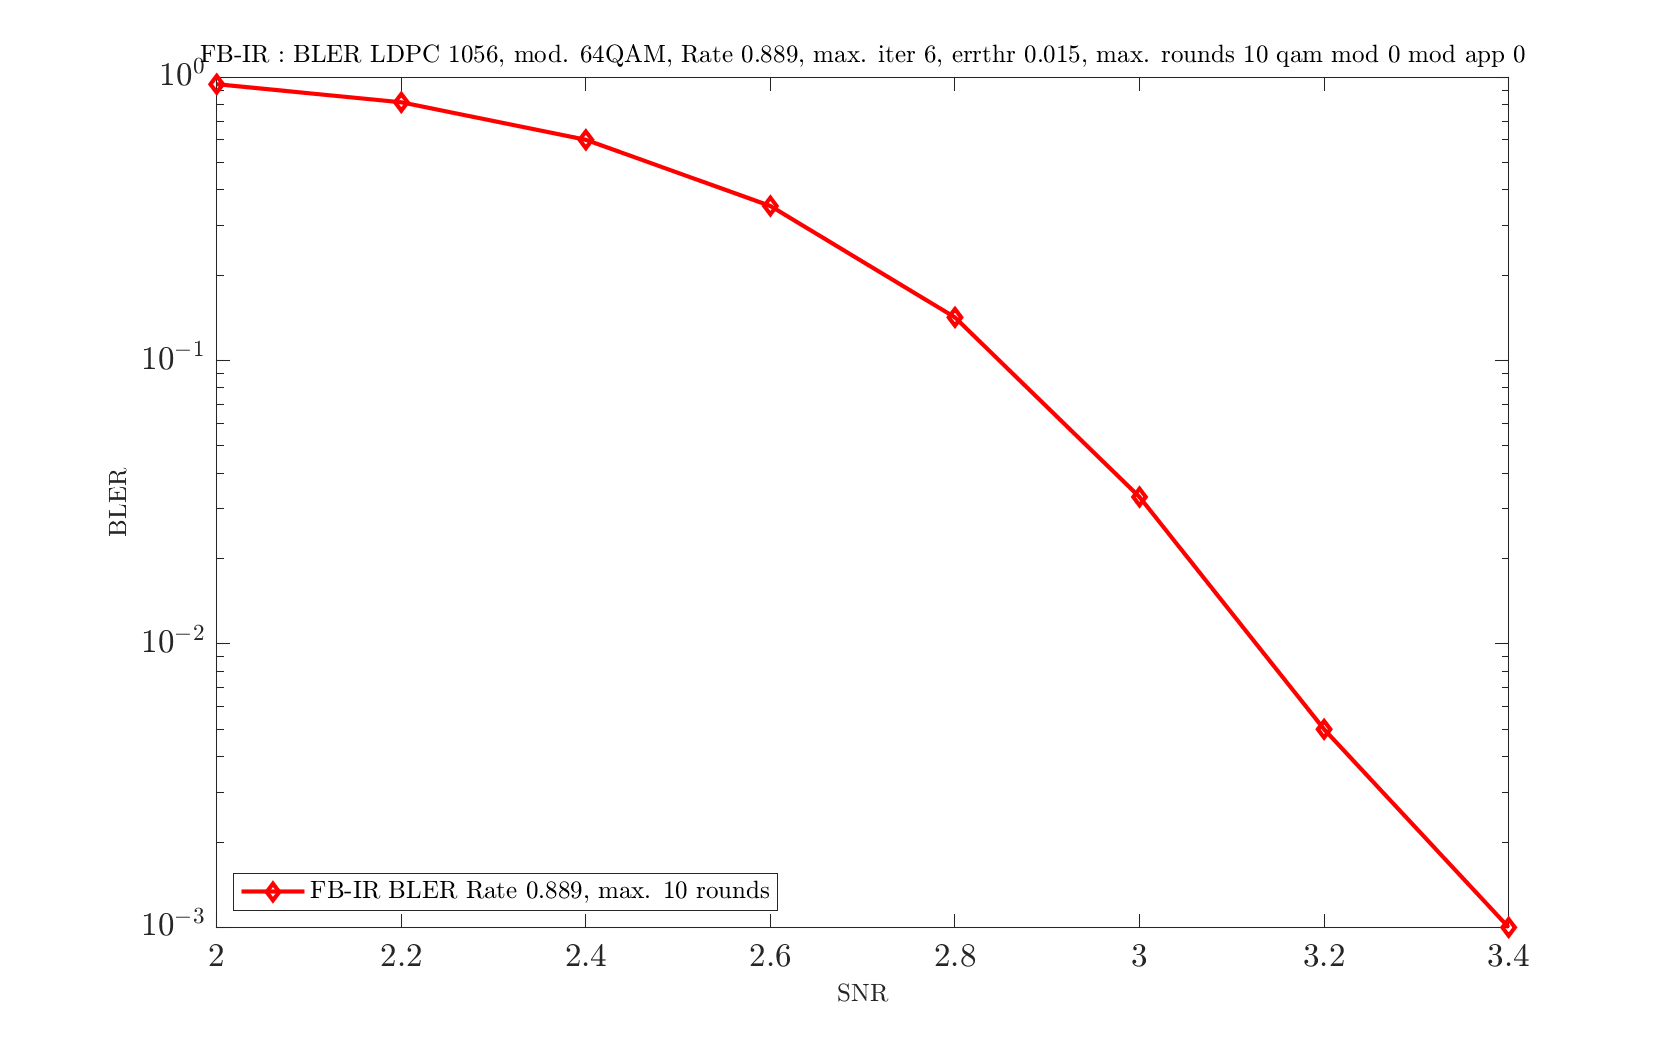 FB-IR : BLER LDPC 1056, mod. 64QAM, Rate 0.889, max. iter 6, errthr 0.015, max. rounds 10 qam mod 0 mod app 0
10^0
10^{-1}
10^{-2}
10^{-3}
BLER
FB-IR BLER Rate 0.889, max. 10 rounds
2 2.2 2.4 2.6 2.8 3 3.2 3.4
SNR